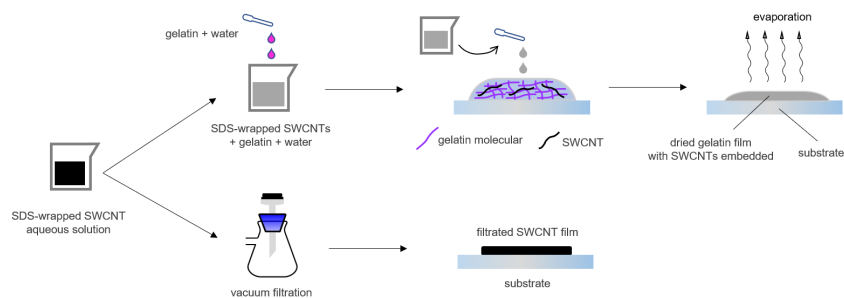 gelatin + water
SDS-wrapped SWCNTs
+ gelatin + water
gelatin molecular
SWCNT
evaporation
dried gelatin film
with SWCNTs embedded
substrate
SDS-wrapped SWCNT
aqueous solution
vacuum filtration
filtrated SWCNT film
substrate